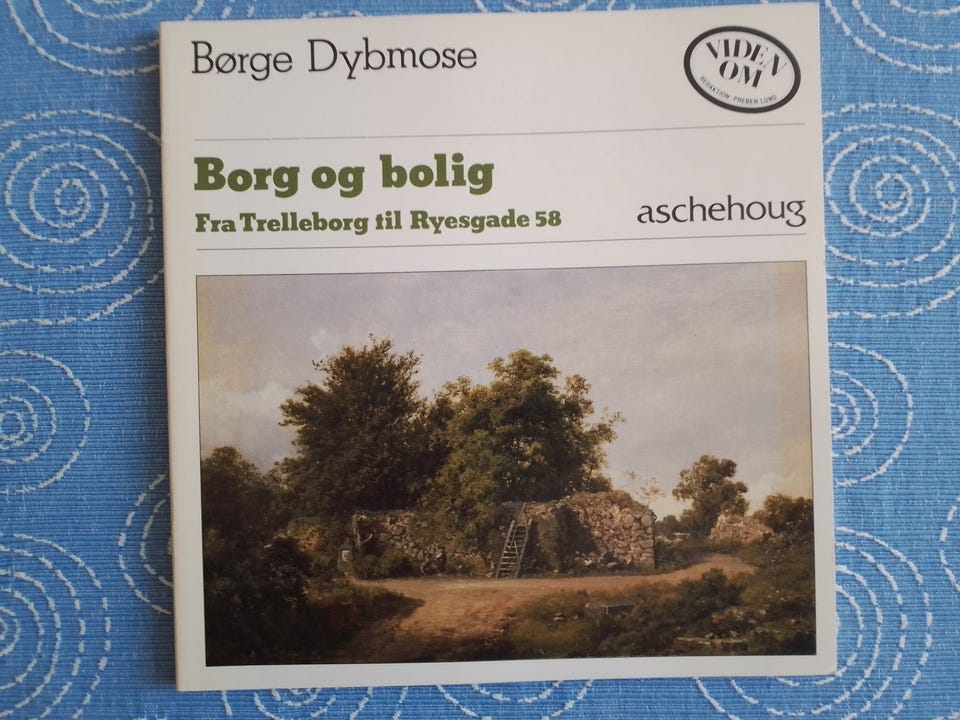 Børge Dybmose
VIDEN
OM
REDAKTION: PREBEN LUND
Borg og bolig
Fra Trelleborg til Ryesgade 58
aschehoug